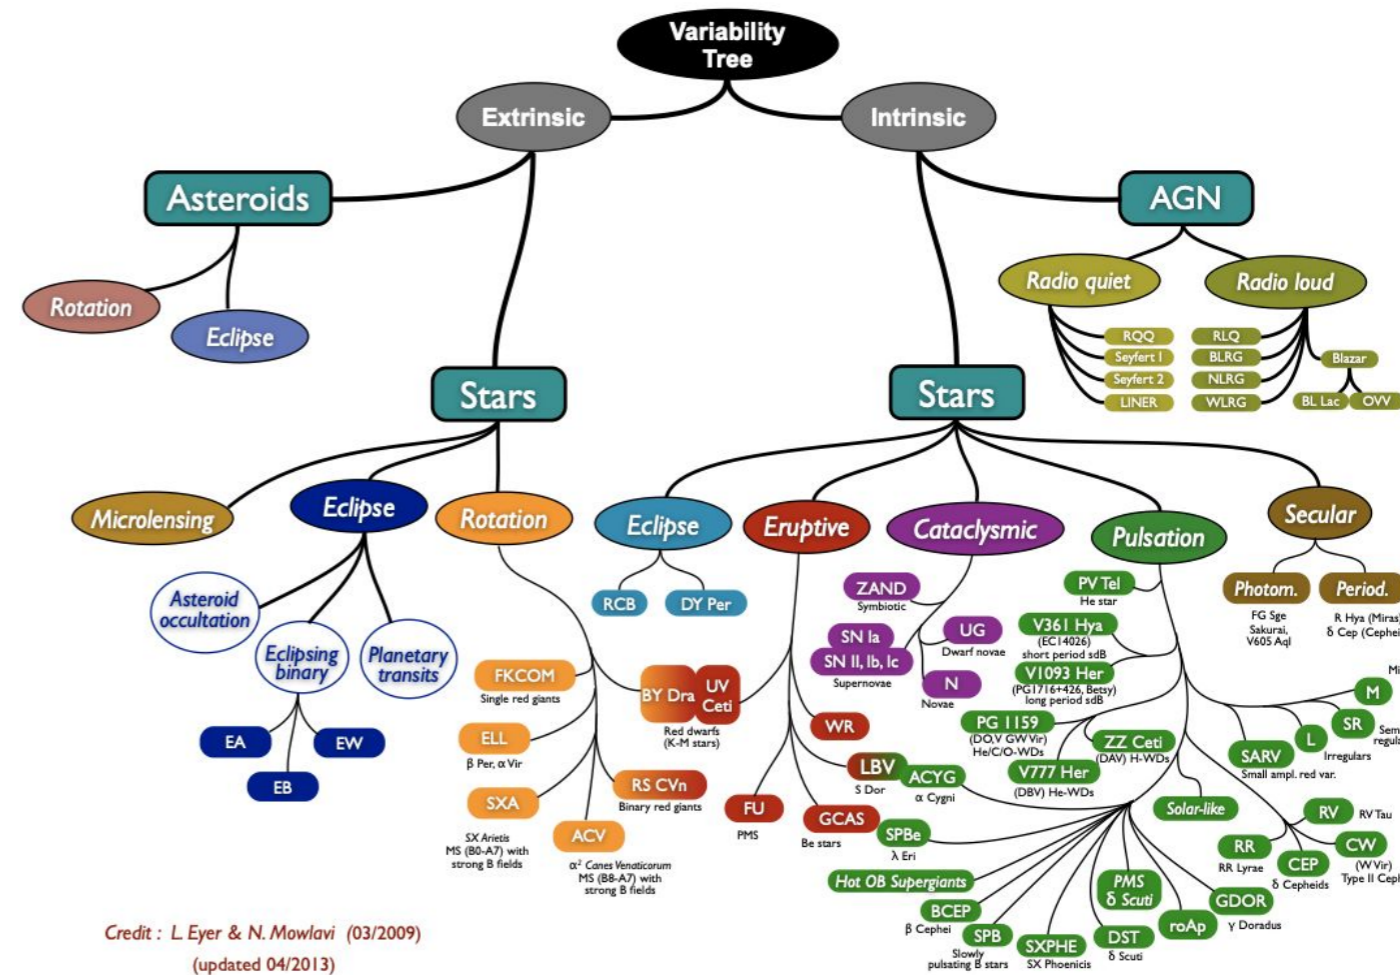 Variability
Tree
Extrinsic
Intrinsic
Asteroids
AGN
Rotation
Eclipse
Radio quiet
Radio loud
RQQ
Seyfert 1
Seyfert 2
LINER
RLQ
BLRG
NLRG
WLRG
Blazar
BL Lac
OVV
Stars
Stars
Microlensing
Eclipse
Rotation
Eclipse
Eruptive
Cataclysmic
Pulsation
Secular
Asteroid
occultation
Eclipsing
binary
Planetary
transits
EA
EB
EW
FKCOM
Single red giants
ELL
β Per, α Vir
SXA
SX Arietis
MS (B0-A7) with
strong B fields
ACV
α² Canes Venaticorum
MS (B8-A7) with
strong B fields
RS CVn
Binary red giants
BY Dra
UV
Ceti
Red dwarfs
(K-M stars)
RCB
DY Per
FU
PMS
WR
LBV
S Dor
GCAS
Be stars
ZAND
Symbiotic
SN Ia
SN II, Ib, Ic
Supernovae
UG
Dwarf novae
N
Novae
PV Tel
He star
V361 Hya
(EC14026)
short period sdB
V1093 Her
(PG1716+426, Betsy)
long period sdB
PG 1159
(DO,V GW Vir)
He/C/O-WDs
ZZ Ceti
(DAV) H-WDs
V777 Her
(DBV) He-WDs
Solar-like
ACYG
α Cygni
SPBe
λ Eri
Hot OB Supergiants
BCEP
β Cephei
SPB
Slowly
pulsating B stars
SXPHE
SX Phoenicis
DST
δ Scuti
PMS
δ Scuti
roAp
GDOR
γ Doradus
RR
RR Lyrae
CEP
δ Cepheids
RV
RV Tau
CW
(W Vir)
Type II Ceph
SARV
Small ampl. red var.
L
Irregulars
SR
Sem
regula
M
Mi
Photom.
FG Sge
Sakurai,
V605 Aql
Period.
R Hya (Miras
δ Cep (Cephei
Credit : L. Eyer & N. Mowlavi (03/2009)
(updated 04/2013)